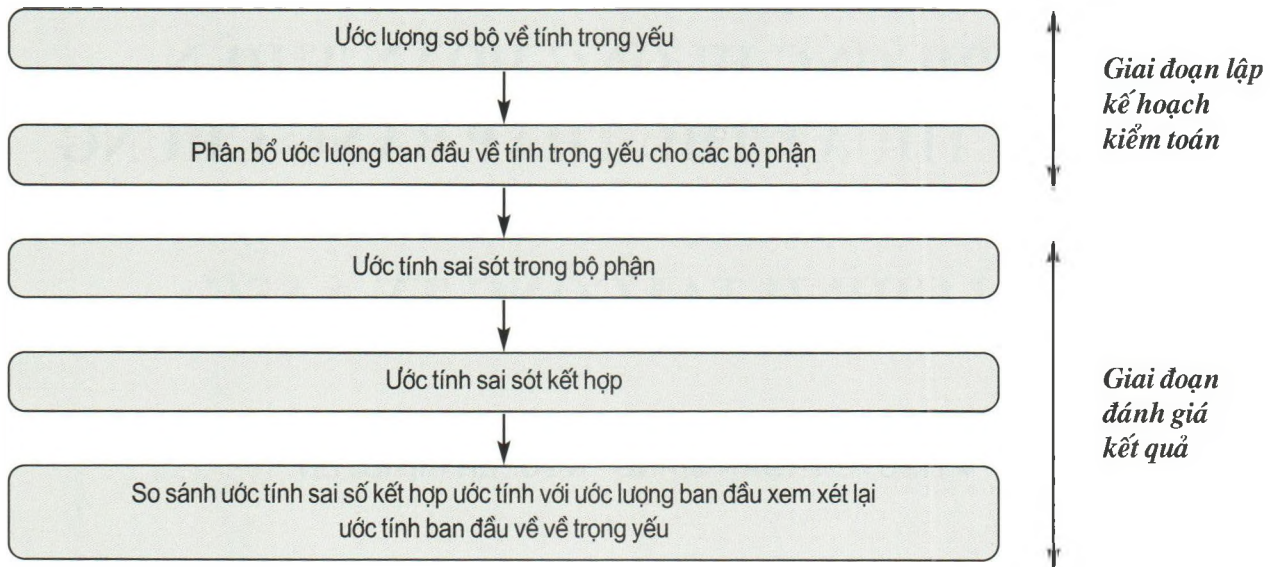 Ước lượng sơ bộ về tính trọng yếu
Phân bổ ước lượng ban đầu về tính trọng yếu cho các bộ phận
Giai đoạn lập
kế hoạch
kiểm toán
Ước tính sai sót trong bộ phận
Ước tính sai sót kết hợp
So sánh ước tính sai số kết hợp ước tính với ước lượng ban đầu xem xét lại
ước tính ban đầu về về trọng yếu
Giai đoạn
đánh giá
kết quả